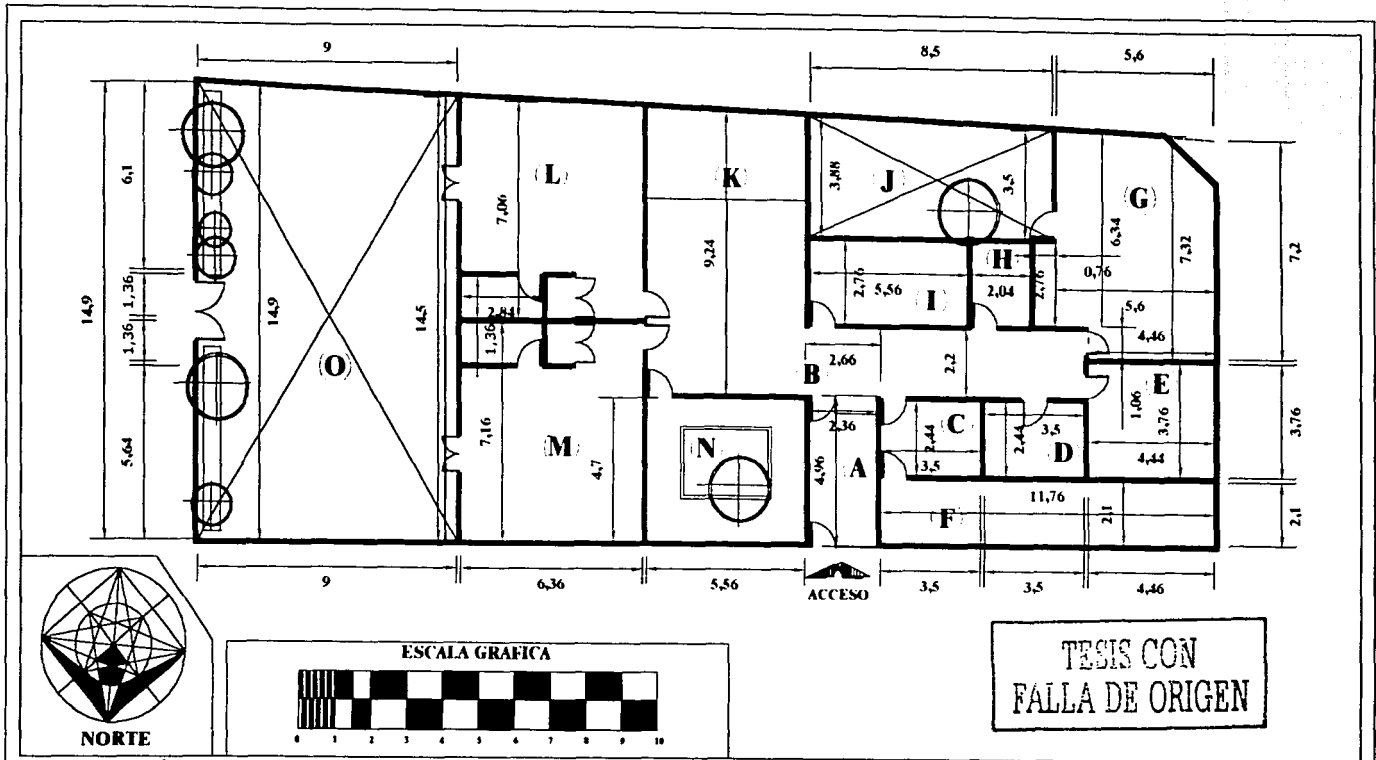 9
8,5
5,6
14,9
6,1
1,36
1,36
5,64
14,9
14,5
O
7,06
L
2,84
1,36
7,16
M
4,7
K
9,24
N
3,88
J
3,5
G
6,34
7,32
7,2
H
2,76
5,56
I
2,04
2,76
0,76
5,6
4,46
B
2,66
2,2
E
1,06
3,76
3,76
4,44
2,36
4,96
A
C
2,44
3,5
2,44
3,5
D
11,76
F
2,1
2,1
9
6,36
5,56
ACCESO
3,5
3,5
4,46
NORTE
ESCALA GRAFICA
0 1 2 3 4 5 6 7 8 9 10
TESIS CON
FALLA DE ORIGEN